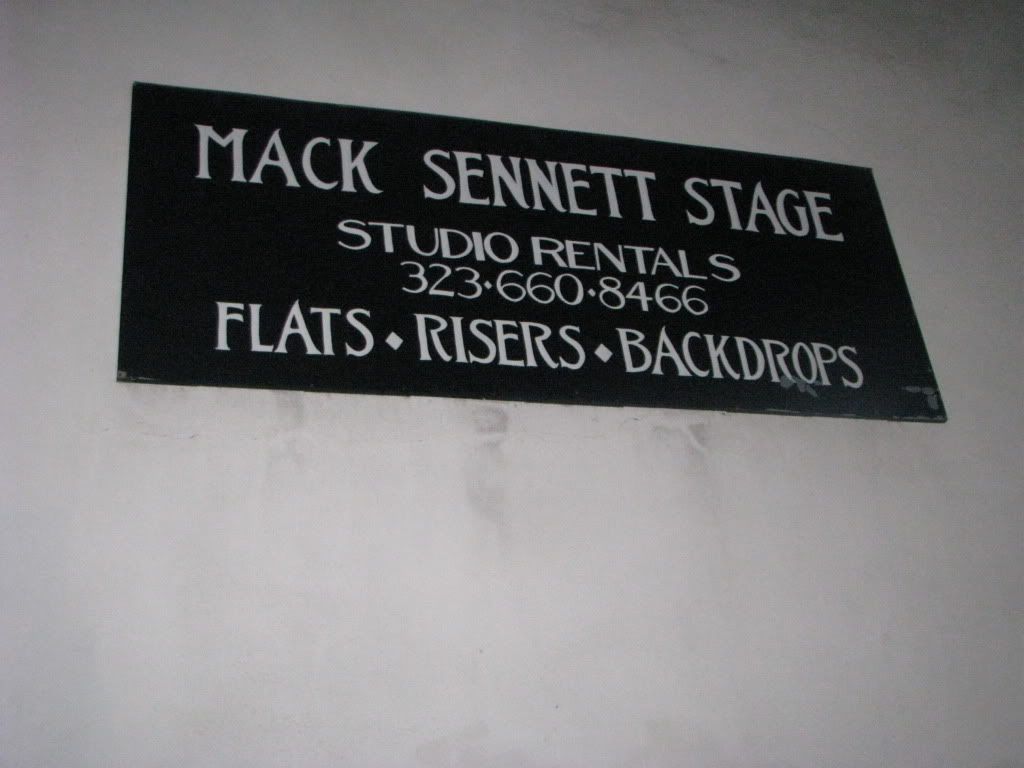 MACK SENNETT STAGE
STUDIO RENTALS
323·660·8466
FLATS ⬥ RISERS ⬥ BACKDROPS